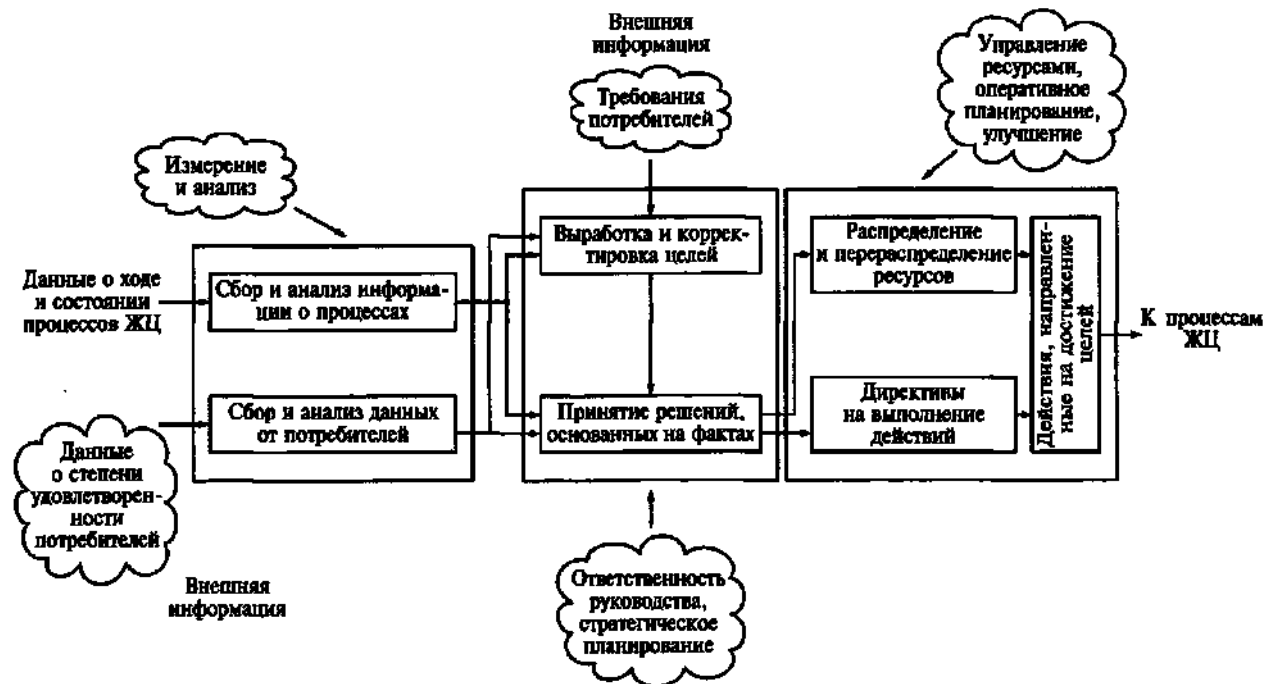 Внешняя
информация
Требования
потребителей
Управление
ресурсами,
оперативное
планирование,
улучшение
Измерение
и анализ
Данные о ходе
и состоянии
процессов ЖЦ
Сбор и анализ информа-
ции о процессах
Сбор и анализ данных
от потребителей
Выработка и коррек-
тировка целей
Принятие решений,
основанных на фактах
Распределение
и перераспределение
ресурсов
Директивы
на выполнение
действий
Действия, направлен-
ные на достижение
целей
К процессам
ЖЦ
Данные
о степени
удовлетворен-
ности
потребителей
Внешняя
информация
Ответственность
руководства,
стратегическое
планирование